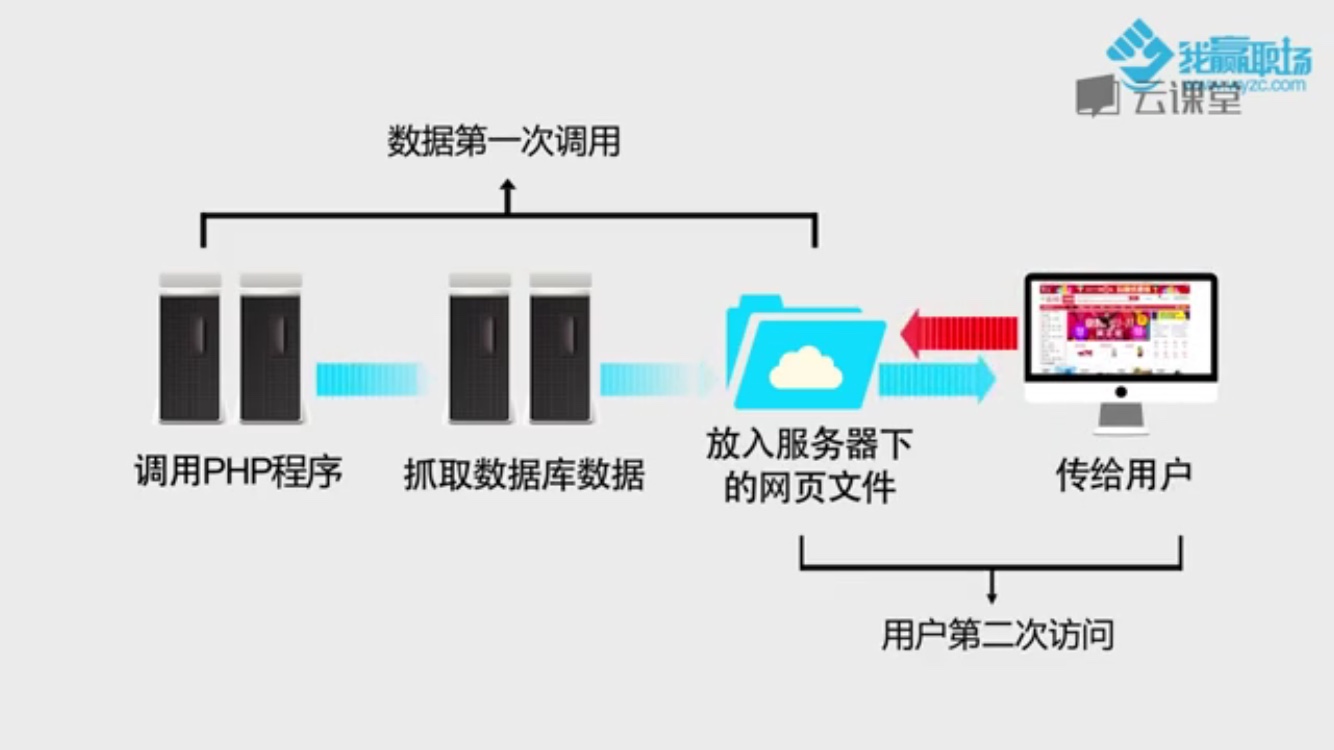 我赢职场
云课堂
数据第一次调用
调用PHP程序
抓取数据库数据
放入服务器下
的网页文件
传给用户
用户第二次访问